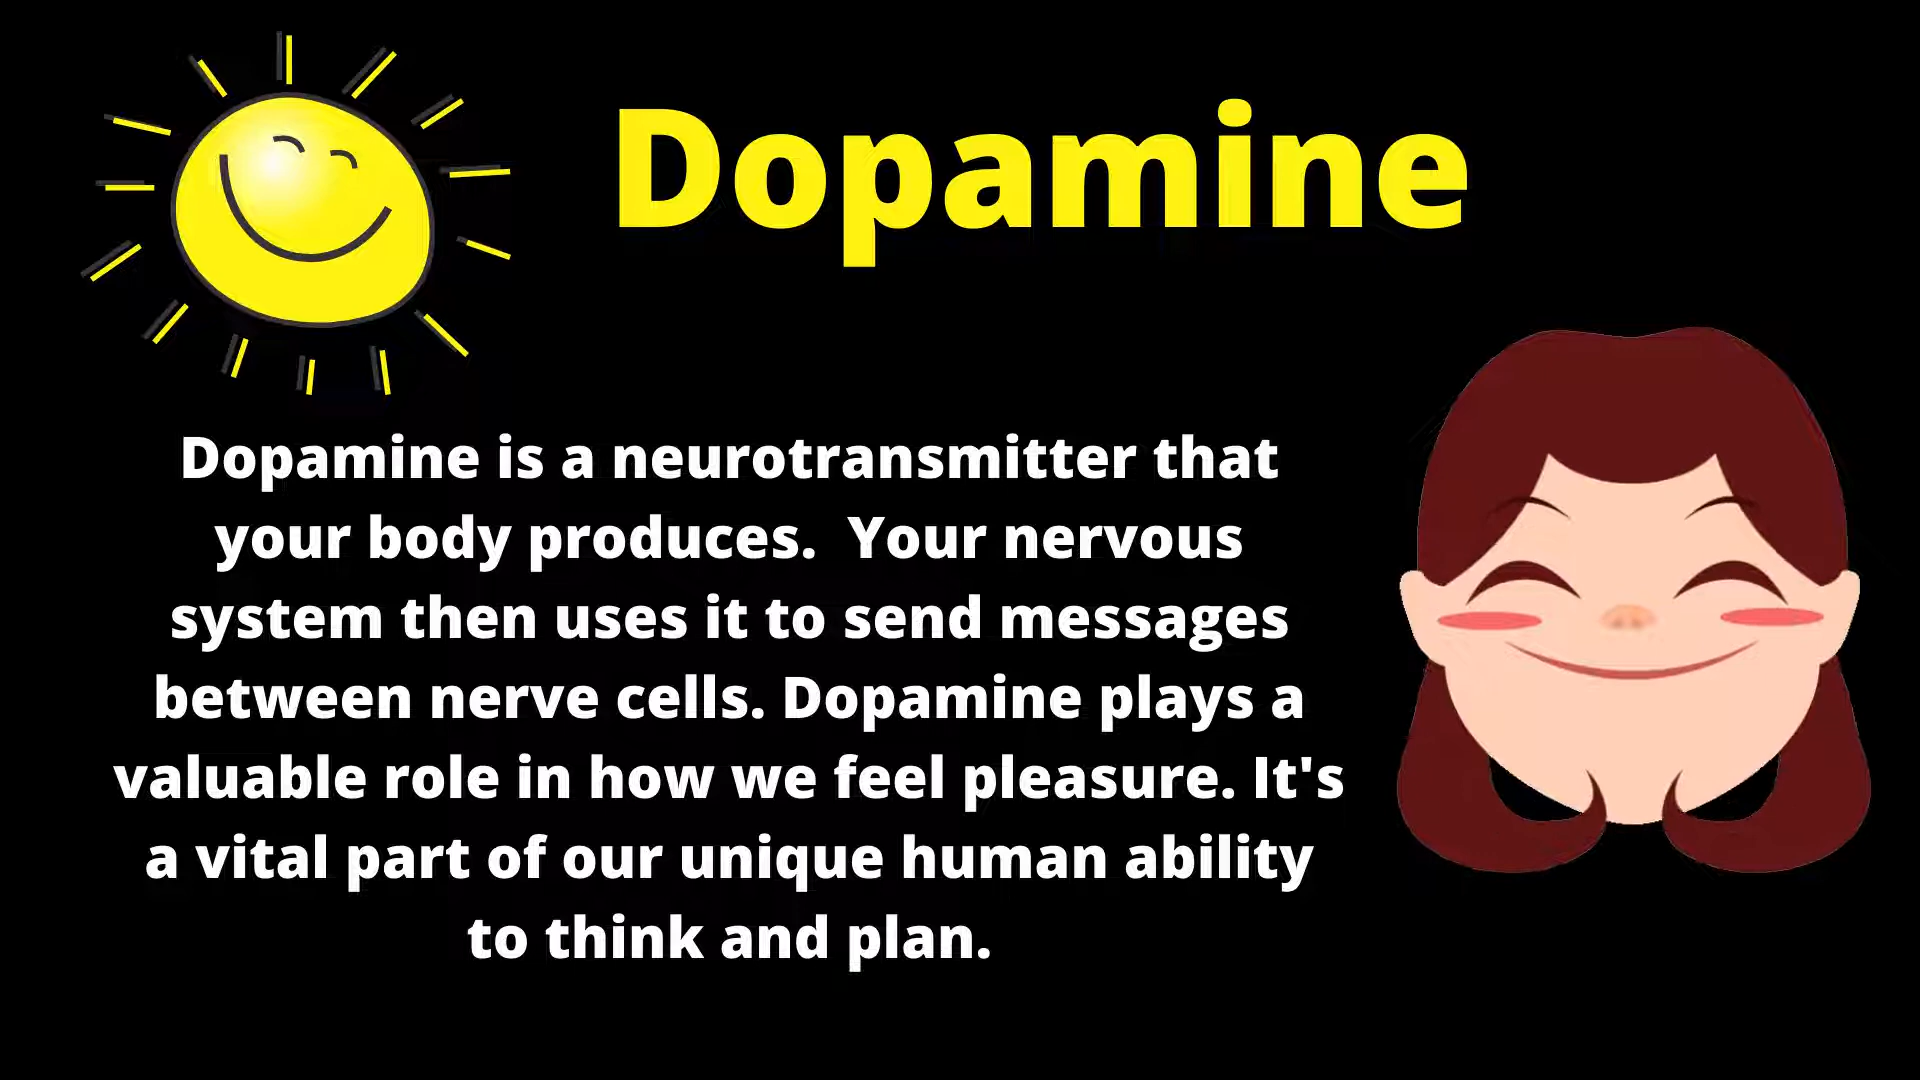 Dopamine
Dopamine is a neurotransmitter that
your body produces.  Your nervous
system then uses it to send messages
between nerve cells. Dopamine plays a
valuable role in how we feel pleasure. It's
a vital part of our unique human ability
to think and plan.